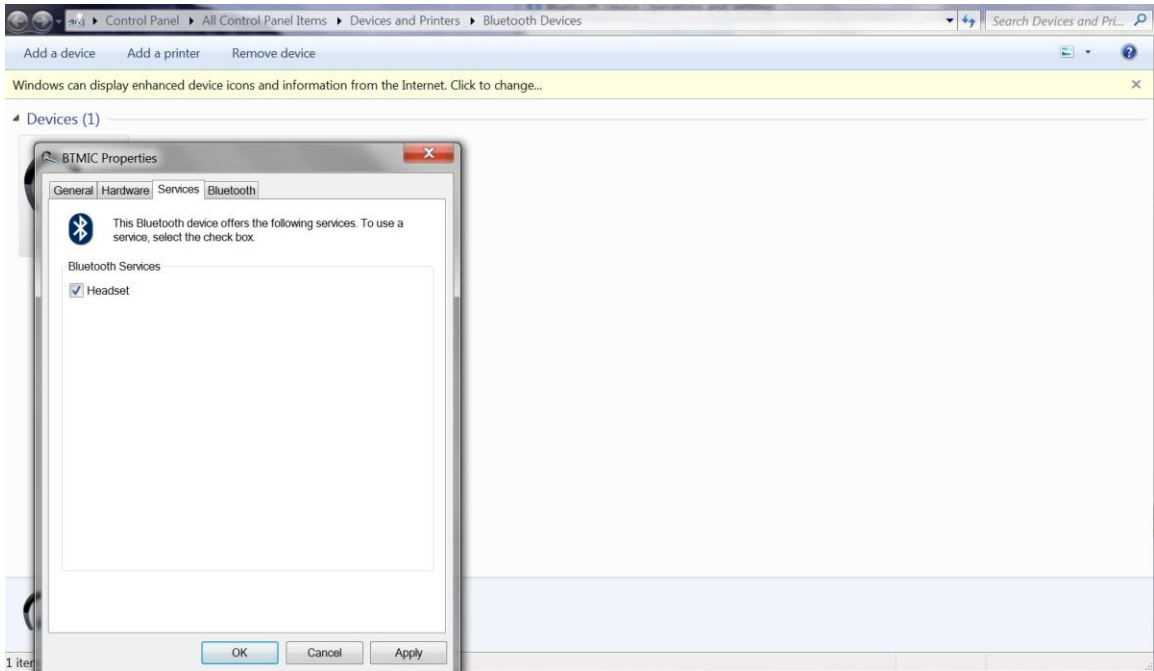 Control Panel ▸ All Control Panel Items ▸ Devices and Printers ▸ Bluetooth Devices
Search Devices and Pri...
Add a device Add a printer Remove device
Windows can display enhanced device icons and information from the Internet. Click to change...
Devices (1)
BTMIC Properties
General Hardware Services Bluetooth
This Bluetooth device offers the following services. To use a
service, select the check box.
Bluetooth Services
Headset
OK Cancel Apply
1 iter